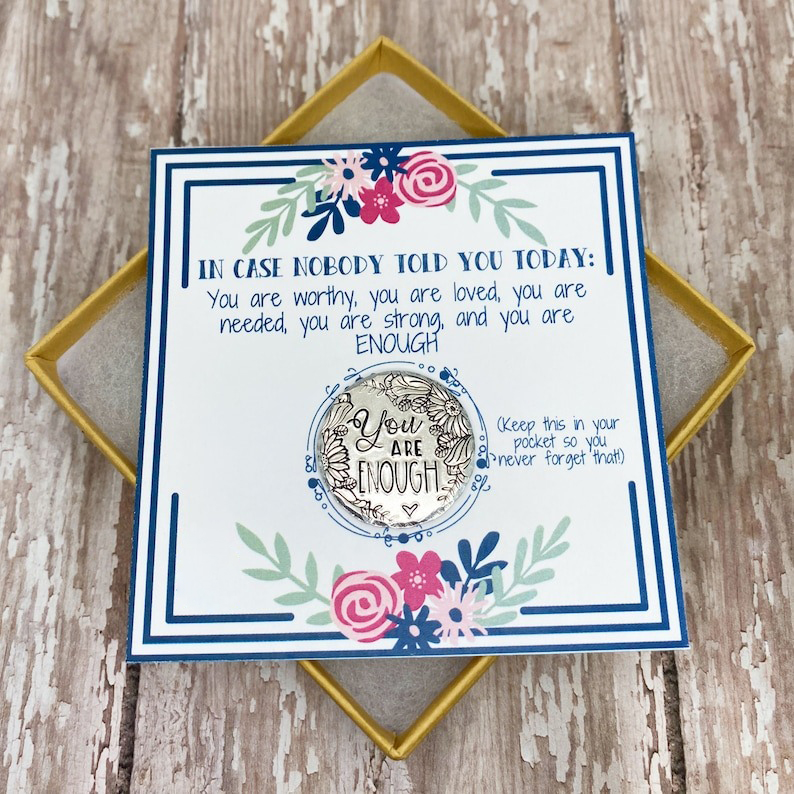 IN CASE NOBODY TOLD YOU TODAY:
You are worthy, you are loved, you are
needed, you are strong, and you are
ENOUGH
You
ARE
ENOUGH
(Keep this in your
pocket so you
never forget that!)